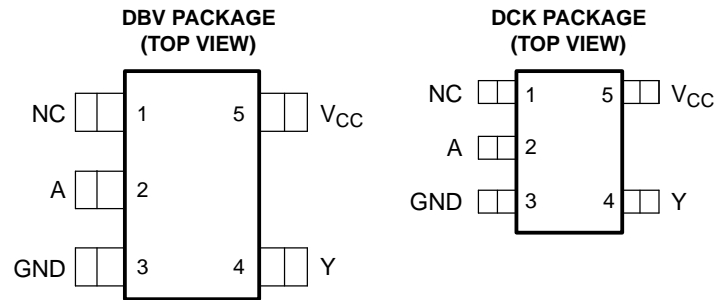 DBV PACKAGE
(TOP VIEW)
NC 1 5 VCC
A 2
GND 3 4 Y
DCK PACKAGE
(TOP VIEW)
NC 1 5 VCC
A 2
GND 3 4 Y